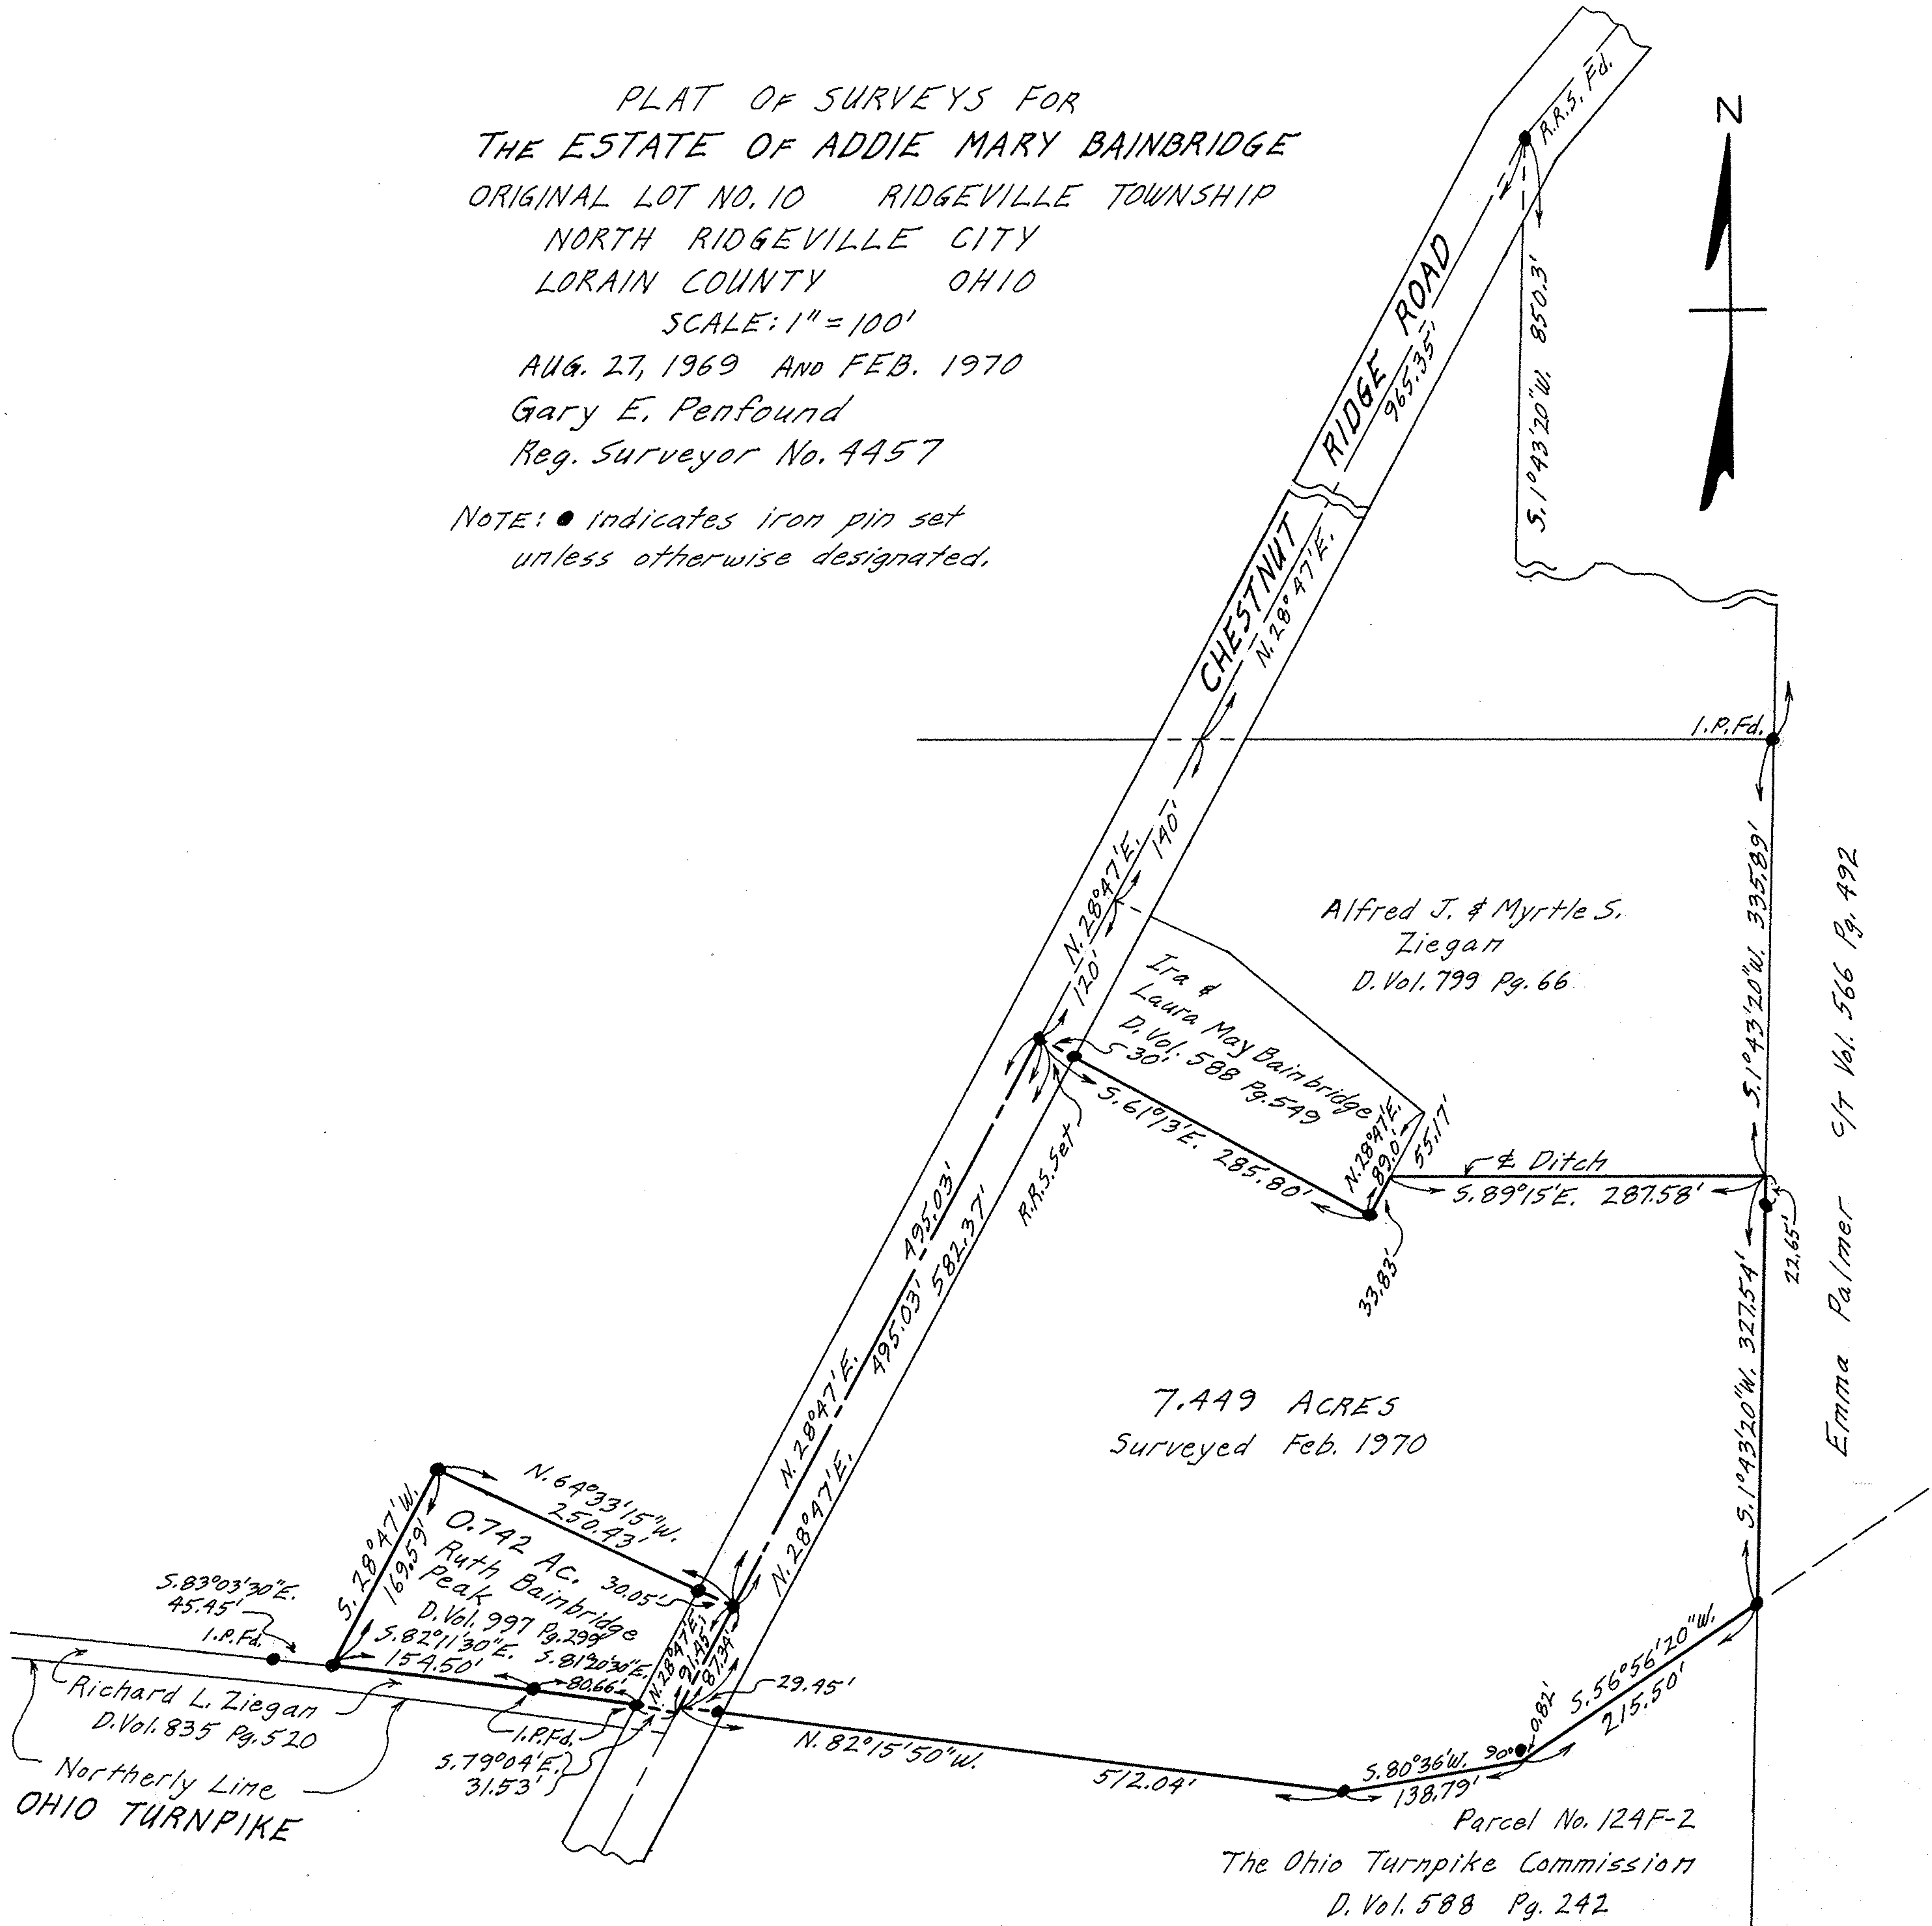 PLAT OF SURVEYS FOR
THE ESTATE OF ADDIE MARY BAINBRIDGE
ORIGINAL LOT NO. 10 RIDGEVILLE TOWNSHIP
NORTH RIDGEVILLE CITY
LORAIN COUNTY OHIO
SCALE: 1" = 100'
AUG. 27, 1969 AND FEB. 1970
Gary E. Penfound
Reg. Surveyor No. 4457
NOTE: ● indicates iron pin set
unless otherwise designated.
R.R.S. Fd.
N
S. 1°43'20"W. 850.3'
CHESTNUT RIDGE ROAD
965.35'
N. 28°47'E.
I.P. Fd.
N. 28°47'E.
140'
120'
S. 1°43'20"W. 335.89'
Alfred J. & Myrtle S.
Ziegan
D. Vol. 799 Pg. 66
Emma Palmer C/T Vol. 566 Pg. 492
Ira &
Laura May Bainbridge
D. Vol. 588 Pg. 549
30'
R.R.S. Set
S. 61°13'E. 285.80'
N. 28°47'E.
89.0'
55.17'
33.83'
℄ Ditch
S. 89°15'E. 287.58'
22.65'
S. 1°43'20"W. 327.54'
N. 28°47'E. 495.03'
495.03'
N. 28°47'E. 582.37'
7.449 ACRES
Surveyed Feb. 1970
N. 64°33'15"W.
250.43'
S. 28°47'W.
169.59'
0.742 Ac.
Ruth Bainbridge
Peak
D. Vol. 997 Pg. 299
30.05'
S. 83°03'30"E.
45.45'
I.P. Fd.
S. 82°11'30"E.
154.50'
S. 81°20'30"E.
80.66'
N. 28°47'E.
91.45'
87.34'
29.45'
I.P. Fd.
S. 79°04'E.
31.53'
Richard L. Ziegan
D. Vol. 835 Pg. 520
Northerly Line
OHIO TURNPIKE
N. 82°15'50"W.
512.04'
S. 80°36'W.
138.79'
90°
0.82'
S. 56°56'20"W.
215.50'
Parcel No. 124F-2
The Ohio Turnpike Commission
D. Vol. 588 Pg. 242